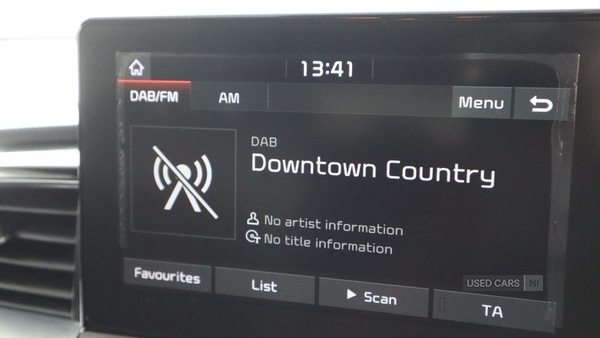 13:41
DAB/FM AM Menu
DAB
Downtown Country
No artist information
No title information
Favourites List Scan TA
USED CARS NI